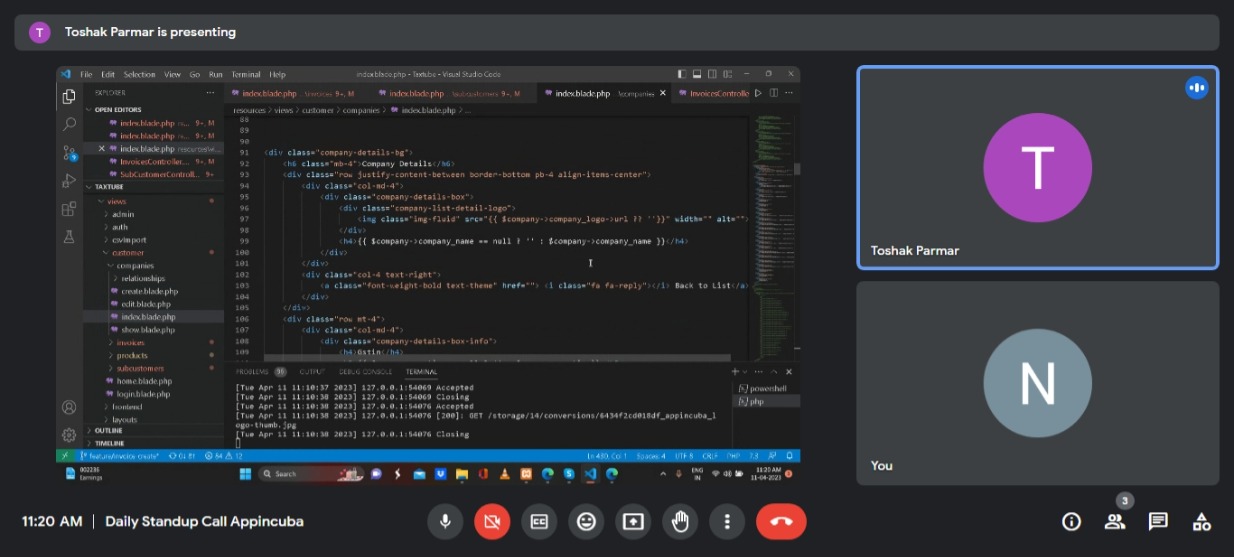 T Toshak Parmar is presenting
File Edit Selection View Go Run Terminal Help
index.blade.php - Taxtube - Visual Studio Code
EXPLORER
index.blade.php ...\invoices 9+, M
index.blade.php ...\subcustomers 9+, M
index.blade.php ...\companies
InvoicesControlle
OPEN EDITORS
resources > views > customer > companies > index.blade.php > ...
index.blade.php 9+, M
index.blade.php 9+, M
index.blade.php
InvoicesController... 9+, M
SubCustomerControll... 9+
TAXTUBE
views
admin
auth
csvImport
customer
companies
relationships
create.blade.php
edit.blade.php
index.blade.php
show.blade.php
invoices
products
subcustomers
home.blade.php
login.blade.php
frontend
layouts
OUTLINE
TIMELINE
88
89
90
91 <div class="company-details-bg">
92 <h6 class="mb-4">Company Details</h6>
93 <div class="row justify-content-between border-bottom pb-4 align-items-center">
94 <div class="col-md-4">
95 <div class="company-details-box">
96 <div class="company-list-detail-logo">
97 <img class="img-fluid" src="{{ $company->company_logo->url ?? ''}}" width="" alt="">
98 </div>
99 <h4>{{ $company->company_name == null ? '' : $company->company_name }}</h4>
100 </div>
101 </div>
102 <div class="col-4 text-right">
103 <a class="font-weight-bold text-theme" href=""> <i class="fa fa-reply"></i> Back to List</a>
104 </div>
105 </div>
106 <div class="row mt-4">
107 <div class="col-md-4">
108 <div class="company-details-box-info">
109 <h4>Gstin</h4>
PROBLEMS OUTPUT DEBUG CONSOLE TERMINAL
[Tue Apr 11 11:10:37 2023] 127.0.0.1:54069 Accepted
[Tue Apr 11 11:10:38 2023] 127.0.0.1:54069 Closing
[Tue Apr 11 11:10:38 2023] 127.0.0.1:54076 Accepted
[Tue Apr 11 11:10:38 2023] 127.0.0.1:54076 [200]: GET /storage/14/conversions/6434f2cd018df_appincuba_l
ogo-thumb.jpg
[Tue Apr 11 11:10:38 2023] 127.0.0.1:54076 Closing
powershell
php
feature/invoice-create*
84 12
Ln 430, Col 1 Spaces: 4 UTF-8 CRLF PHP 7.3
002236
Earnings
Search
ENG
IN
11:20 AM
11-04-2023
T
Toshak Parmar
N
You
11:20 AM | Daily Standup Call Appincuba
3